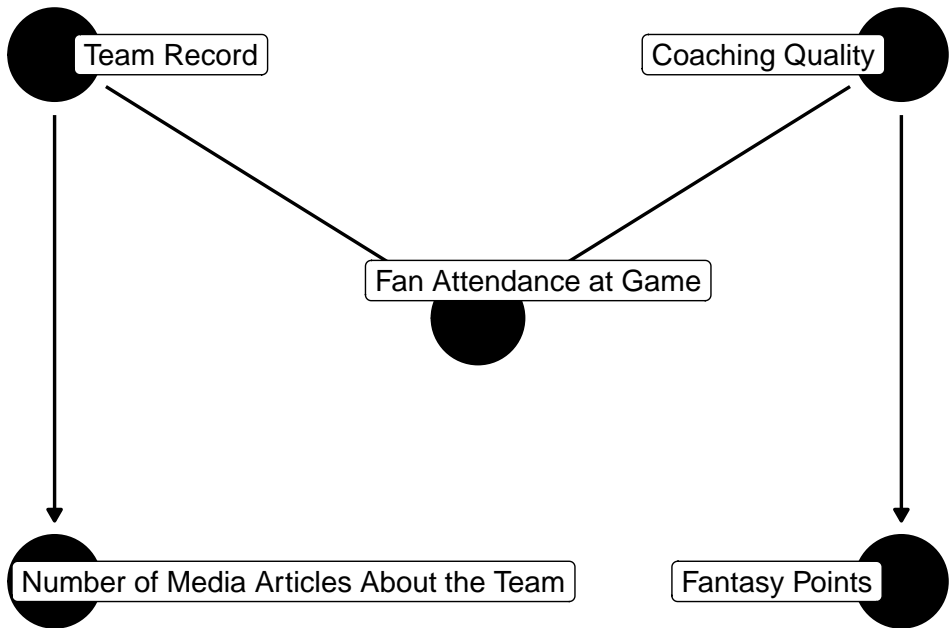 Team Record
Coaching Quality
Fan Attendance at Game
Number of Media Articles About the Team
Fantasy Points